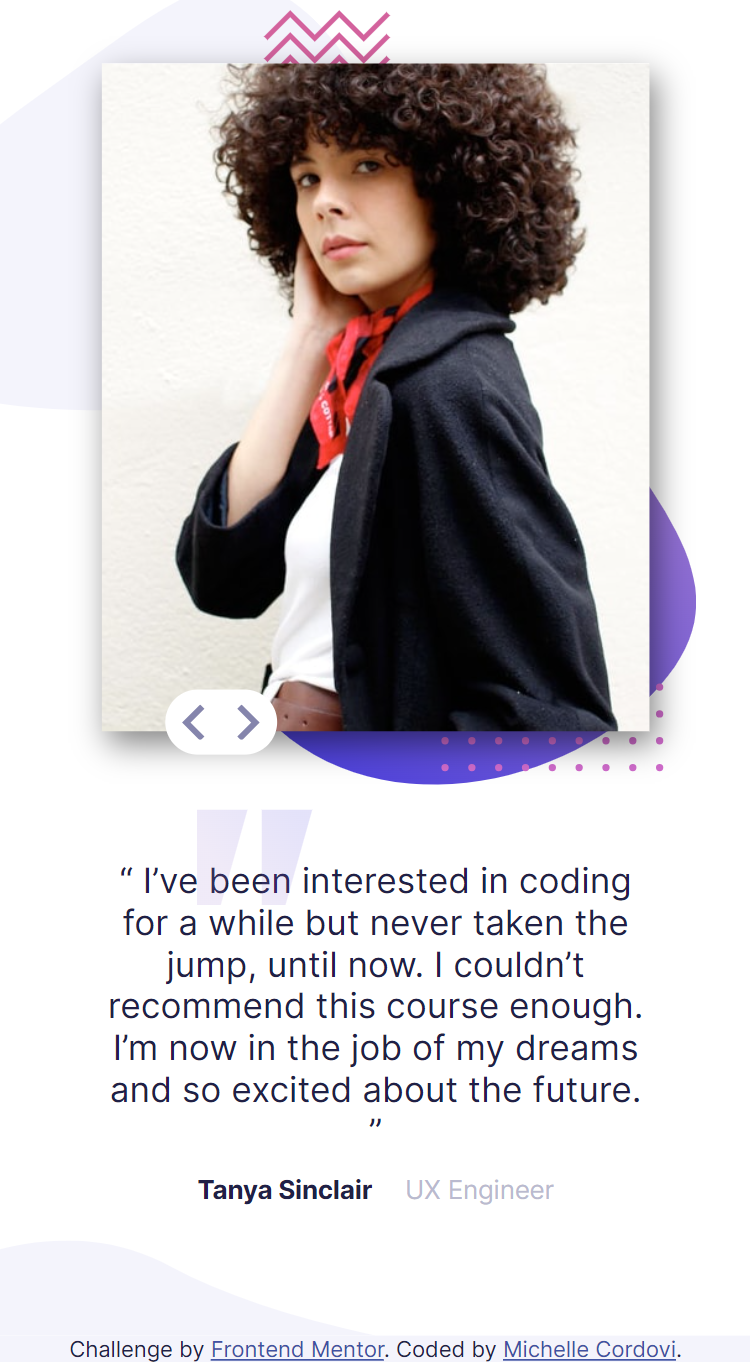 “ I’ve been interested in coding
for a while but never taken the
jump, until now. I couldn’t
recommend this course enough.
I’m now in the job of my dreams
and so excited about the future.
”
Tanya Sinclair UX Engineer
Challenge by Frontend Mentor. Coded by Michelle Cordovi.